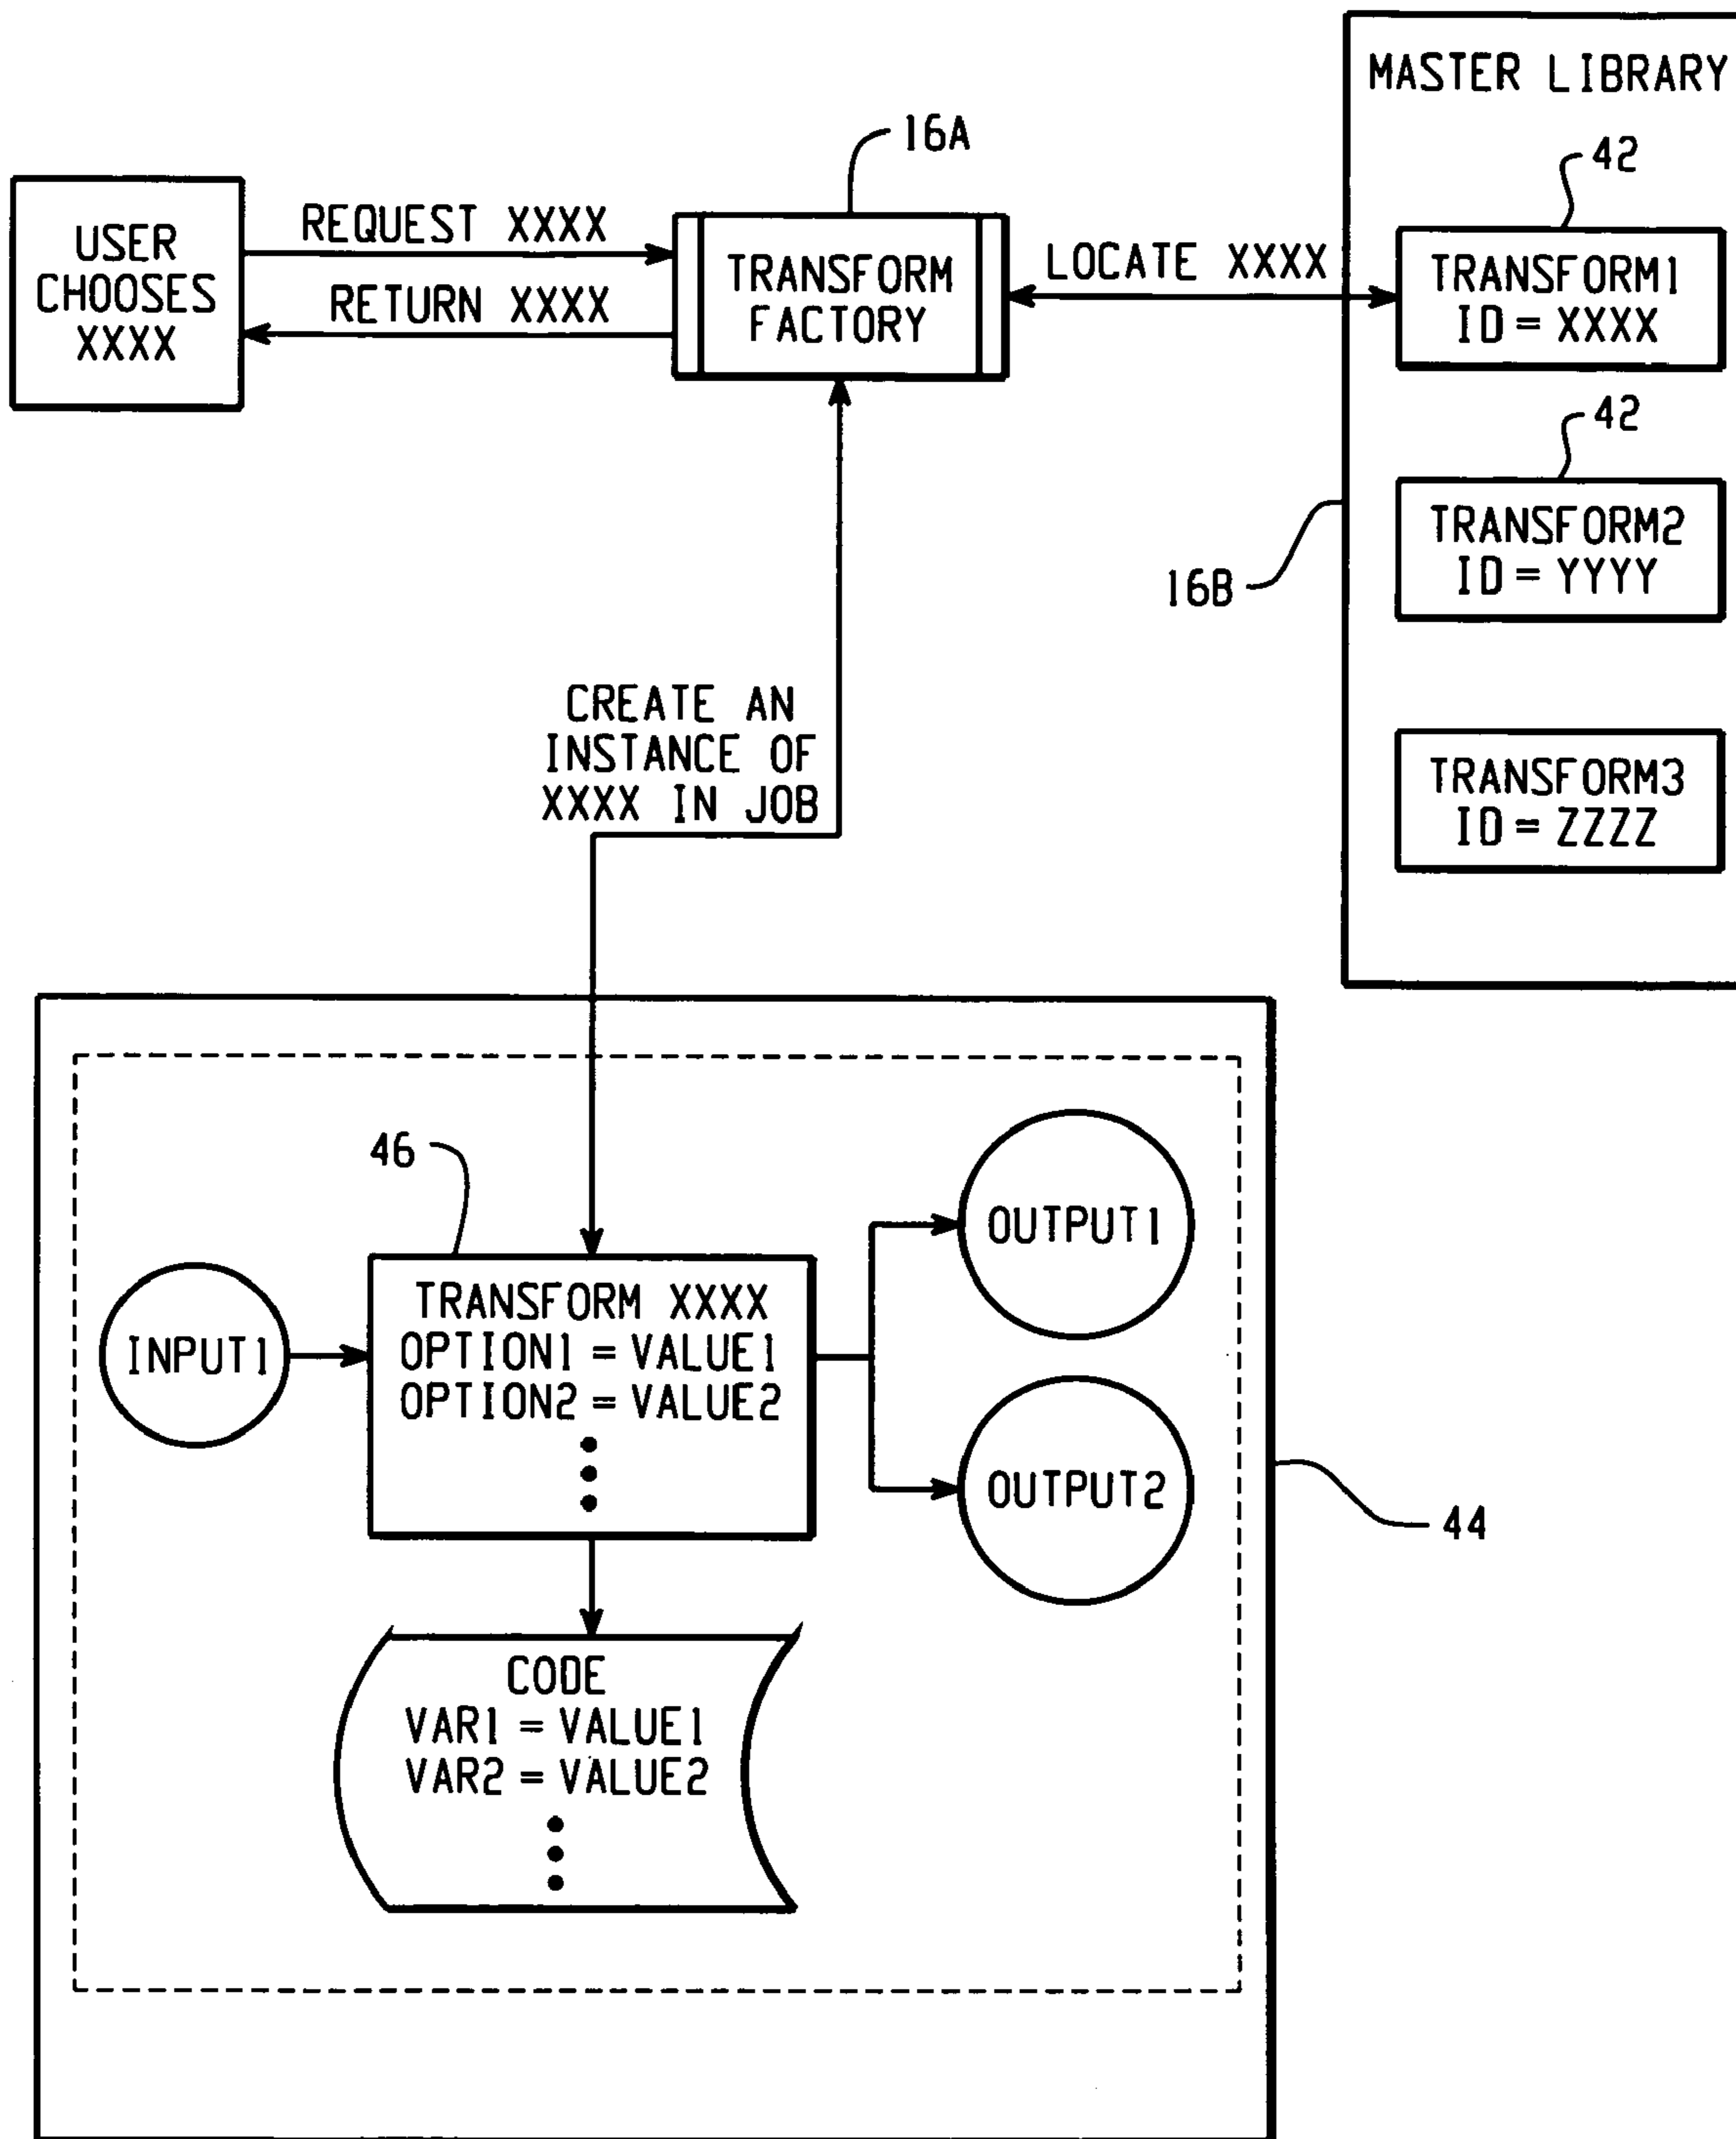 MASTER LIBRARY
16A
42
USER
CHOOSES
XXXX
REQUEST XXXX
RETURN XXXX
TRANSFORM
FACTORY
LOCATE XXXX
TRANSFORM1
ID = XXXX
42
TRANSFORM2
ID = YYYY
16B
CREATE AN
INSTANCE OF
XXXX IN JOB
TRANSFORM3
ID = ZZZZ
46
INPUT1
TRANSFORM XXXX
OPTION1 = VALUE1
OPTION2 = VALUE2
OUTPUT1
OUTPUT2
44
CODE
VAR1 = VALUE1
VAR2 = VALUE2